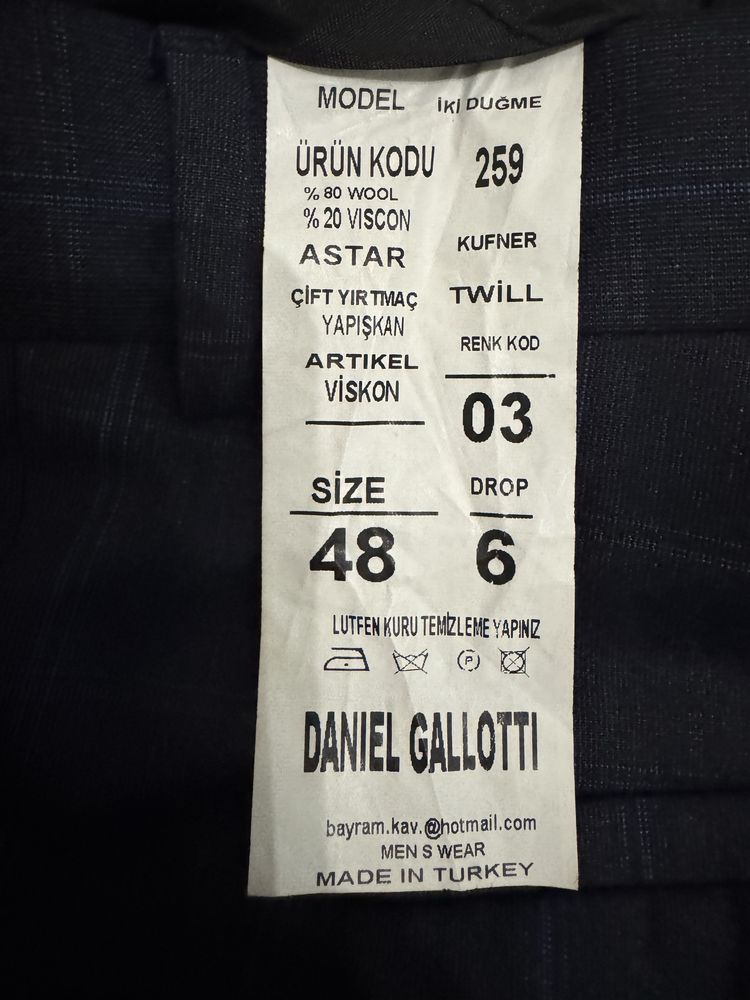 MODEL İKİ DUĞME
ÜRÜN KODU 259
% 80 WOOL
% 20 VISCON
ASTAR KUFNER
ÇİFT YIRTMAÇ TWİLL
YAPIŞKAN
ARTIKEL RENK KOD
VİSKON
03
SİZE DROP
48 6
LUTFEN KURU TEMİZLEME YAPINIZ
P
DANIEL GALLOTTI
bayram.kav.@hotmail.com
MEN S WEAR
MADE IN TURKEY